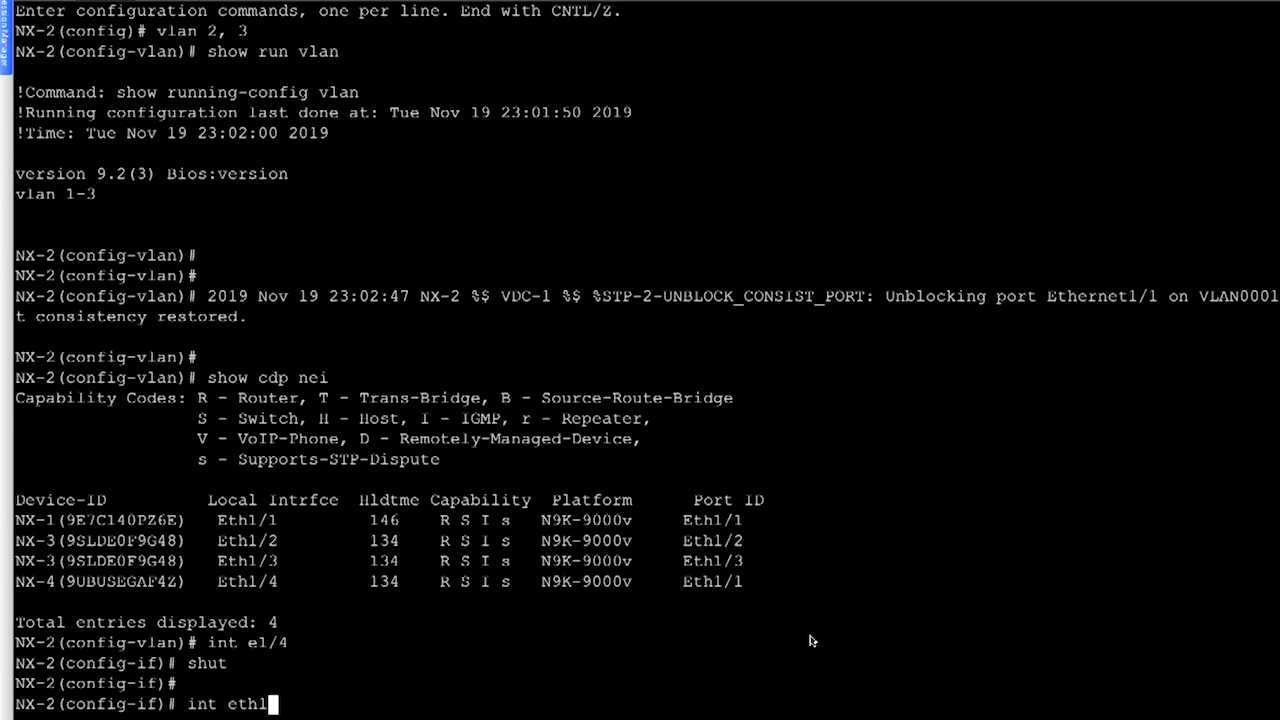 Enter configuration commands, one per line. End with CNTL/Z.
NX-2(config)# vlan 2, 3
NX-2(config-vlan)# show run vlan
!Command: show running-config vlan
!Running configuration last done at: Tue Nov 19 23:01:50 2019
!Time: Tue Nov 19 23:02:00 2019
version 9.2(3) Bios:version
vlan 1-3
NX-2(config-vlan)#
NX-2(config-vlan)#
NX-2(config-vlan)# 2019 Nov 19 23:02:47 NX-2 %$ VDC-1 %$ %STP-2-UNBLOCK_CONSIST_PORT: Unblocking port Ethernet1/1 on VLAN0001
t consistency restored.
NX-2(config-vlan)#
NX-2(config-vlan)# show cdp nei
Capability Codes: R - Router, T - Trans-Bridge, B - Source-Route-Bridge
S - Switch, H - Host, I - IGMP, r - Repeater,
V - VoIP-Phone, D - Remotely-Managed-Device,
s - Supports-STP-Dispute
Device-ID Local Intrfce Hldtme Capability Platform Port ID
NX-1(9E7C140PZ6E) Eth1/1 146 R S I s N9K-9000v Eth1/1
NX-3(9SLDE0F9G48) Eth1/2 134 R S I s N9K-9000v Eth1/2
NX-3(9SLDE0F9G48) Eth1/3 134 R S I s N9K-9000v Eth1/3
NX-4(9UBUSEGAF4Z) Eth1/4 134 R S I s N9K-9000v Eth1/1
Total entries displayed: 4
NX-2(config-vlan)# int e1/4
NX-2(config-if)# shut
NX-2(config-if)#
NX-2(config-if)# int eth1